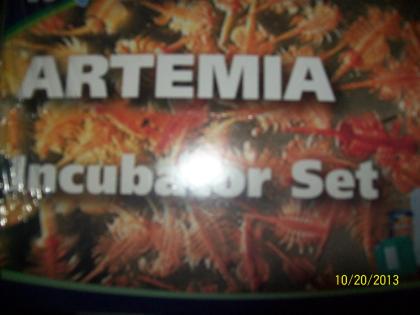 ARTEMIA
Incubator Set
10/20/2013